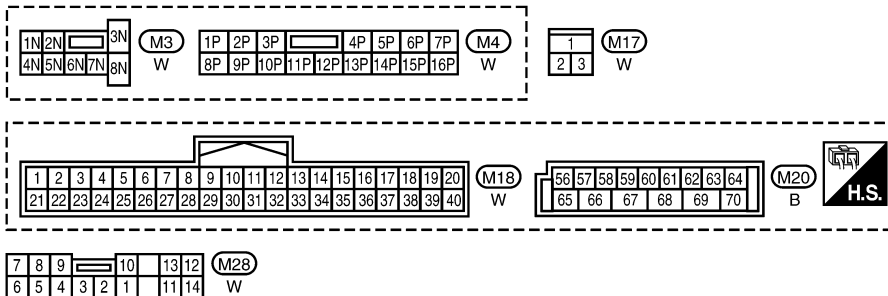 1N 2N 3N M3 1P 2P 3P 4P 5P 6P 7P M4 1 M17
4N 5N 6N 7N 8N W 8P 9P 10P 11P 12P 13P 14P 15P 16P W 2 3 W
1 2 3 4 5 6 7 8 9 10 11 12 13 14 15 16 17 18 19 20 M18 56 57 58 59 60 61 62 63 64 M20
21 22 23 24 25 26 27 28 29 30 31 32 33 34 35 36 37 38 39 40 W 65 66 67 68 69 70 B H.S.
7 8 9 10 13 12 M28
6 5 4 3 2 1 11 14 W